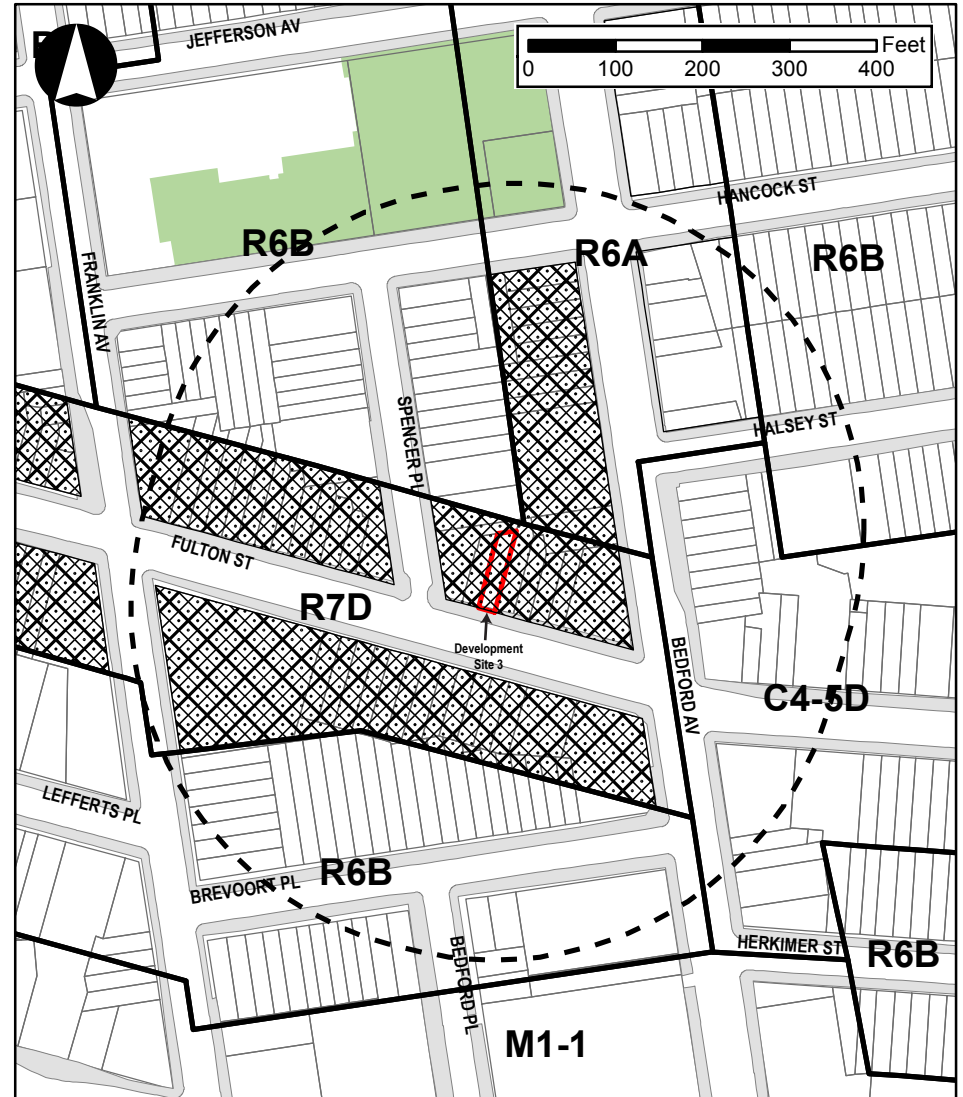 JEFFERSON AV
Feet
0 100 200 300 400
HANCOCK ST
R6B
R6A
R6B
FRANKLIN AV
SPENCER PL
HALSEY ST
FULTON ST
R7D
Development
Site 3
BEDFORD AV
C4-5D
LEFFERTS PL
R6B
BREVOORT PL
BEDFORD PL
HERKIMER ST
R6B
M1-1